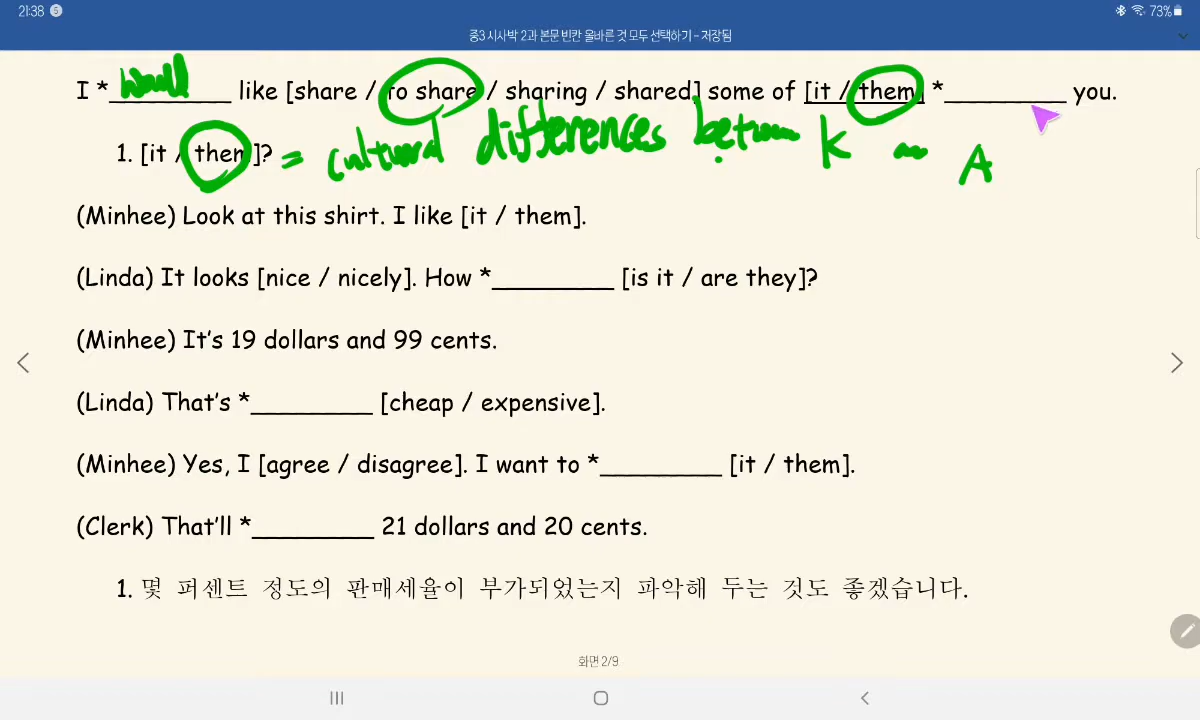 21:38 S 73%
중3 시사박 2과 본문 빈칸 올바른 것 모두 선택하기 - 저장됨
I *would like [share / to share / sharing / shared] some of [it / them] *________ you.
1. [it / them]? = cultural differences between K A
(Minhee) Look at this shirt. I like [it / them].
(Linda) It looks [nice / nicely]. How *________ [is it / are they]?
(Minhee) It's 19 dollars and 99 cents.
(Linda) That's *________ [cheap / expensive].
(Minhee) Yes, I [agree / disagree]. I want to *________ [it / them].
(Clerk) That'll *________ 21 dollars and 20 cents.
1. 몇 퍼센트 정도의 판매세율이 부가되었는지 파악해 두는 것도 좋겠습니다.
화면 2/9